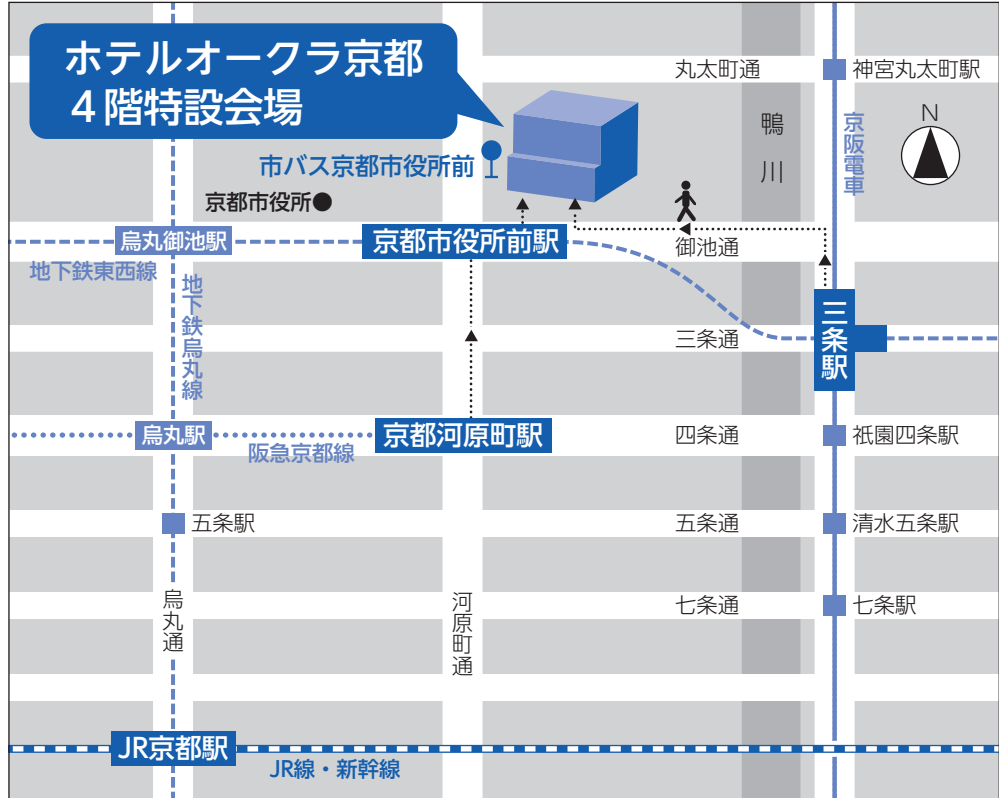 ホテルオークラ京都
４階特設会場
丸太町通
神宮丸太町駅
鴨川
京阪電車
N
市バス京都市役所前
京都市役所●
烏丸御池駅
京都市役所前駅
御池通
地下鉄東西線
地下鉄烏丸線
三条通
三条駅
烏丸駅
京都河原町駅
四条通
祇園四条駅
阪急京都線
五条駅
五条通
清水五条駅
烏丸通
河原町通
七条通
七条駅
JR京都駅
JR線・新幹線